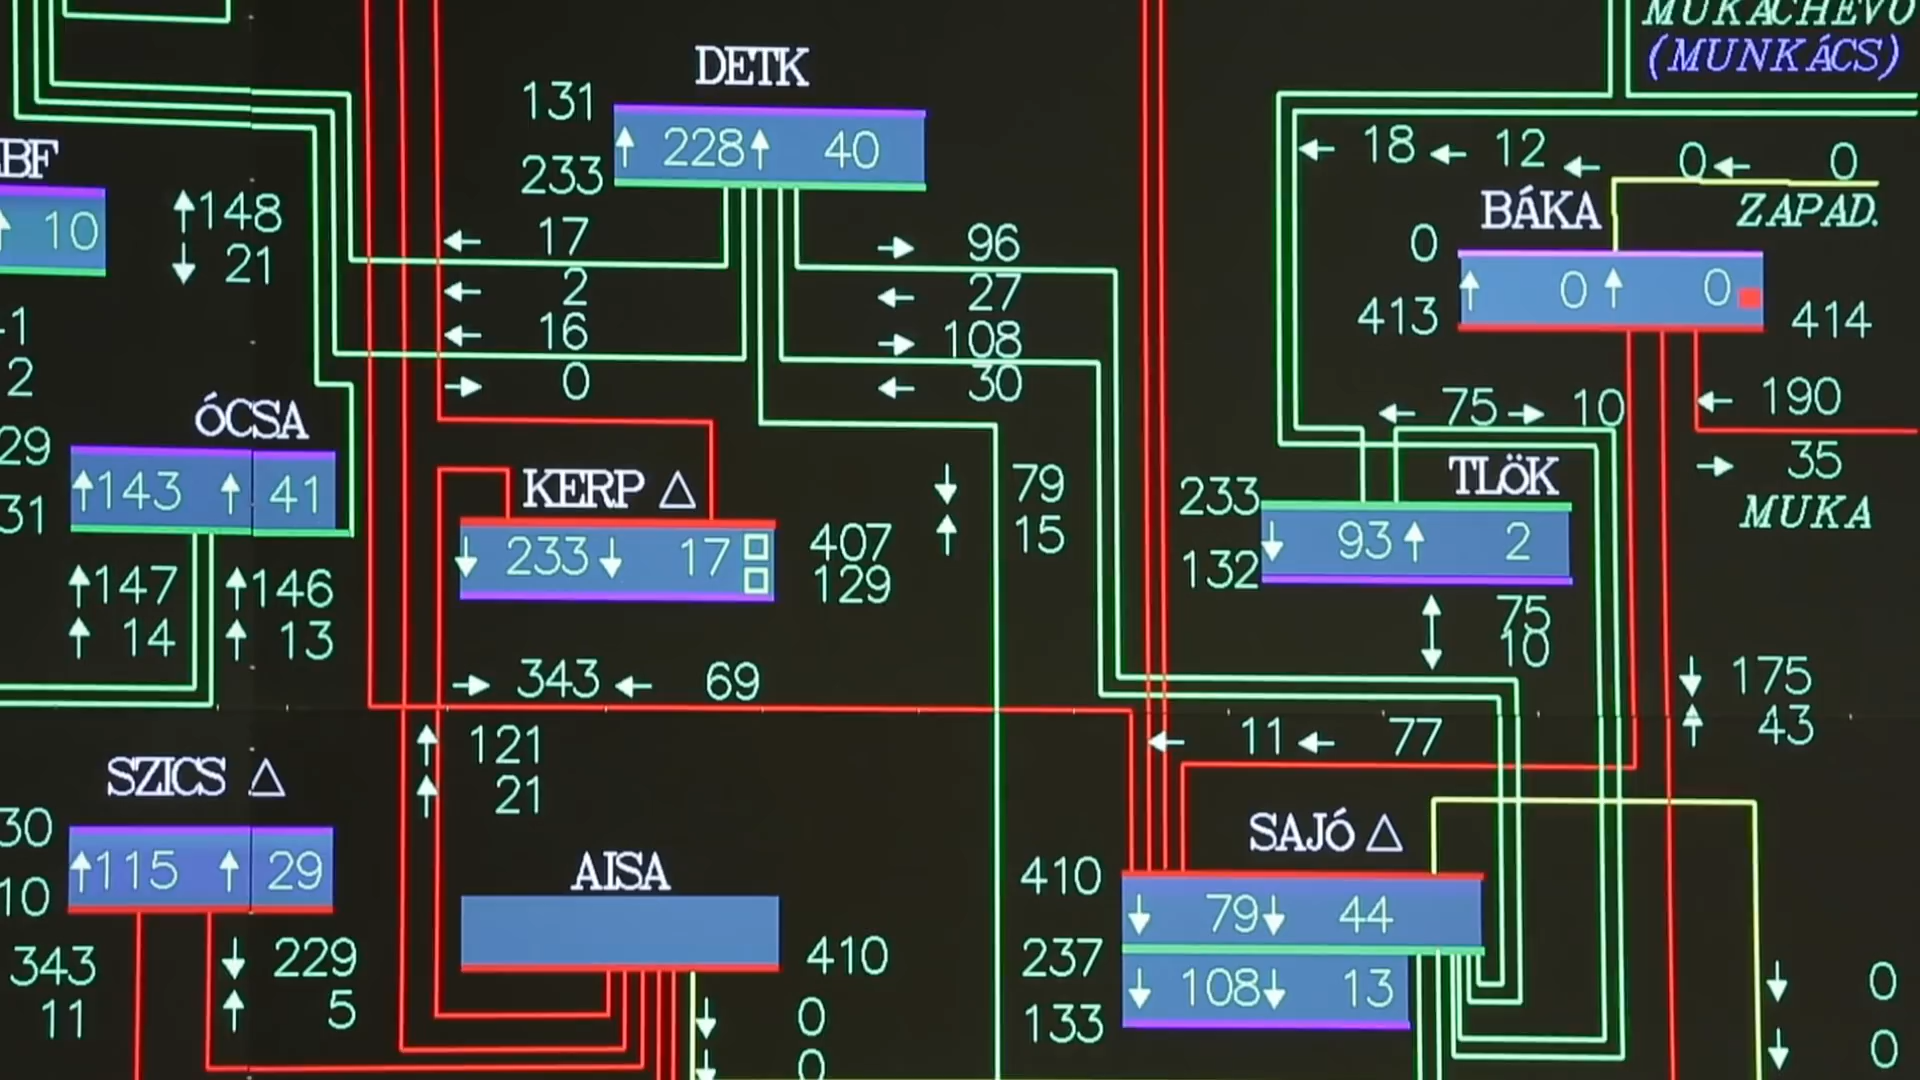 MUKACHEVO
(MUNKÁCS)
DETK
131
↑ 228 ↑ 40
233
← 18 ← 12 ← 0 ← 0
ZAPAD.
BÁKA
0
↑ 0 ↑ 0
413
414
BF
↑ 10
↑ 148
↓ 21
← 17
← 2
← 16
→ 0
→ 96
← 27
→ 108
← 30
← 190
→ 35
MUKA
← 75 → 10
2
ÓCSA
29
↑ 143 ↑ 41
31
↑ 147 ↑ 146
↑ 14 ↑ 13
KERP △
↓ 233 ↓ 17
407
129
↓ 79
↑ 15
TLÖK
233
↓ 93 ↑ 2
132
75
10
→ 343 ← 69
↓ 175
↑ 43
← 11 ← 77
↑ 121
↑ 21
SZICS △
30
↑ 115 ↑ 29
10
343
11
↓ 229
↑ 5
AISA
410
↓ 0
↓ 0
SAJÓ △
410
↓ 79 ↓ 44
237
↓ 108 ↓ 13
133
↓ 0
↓ 0